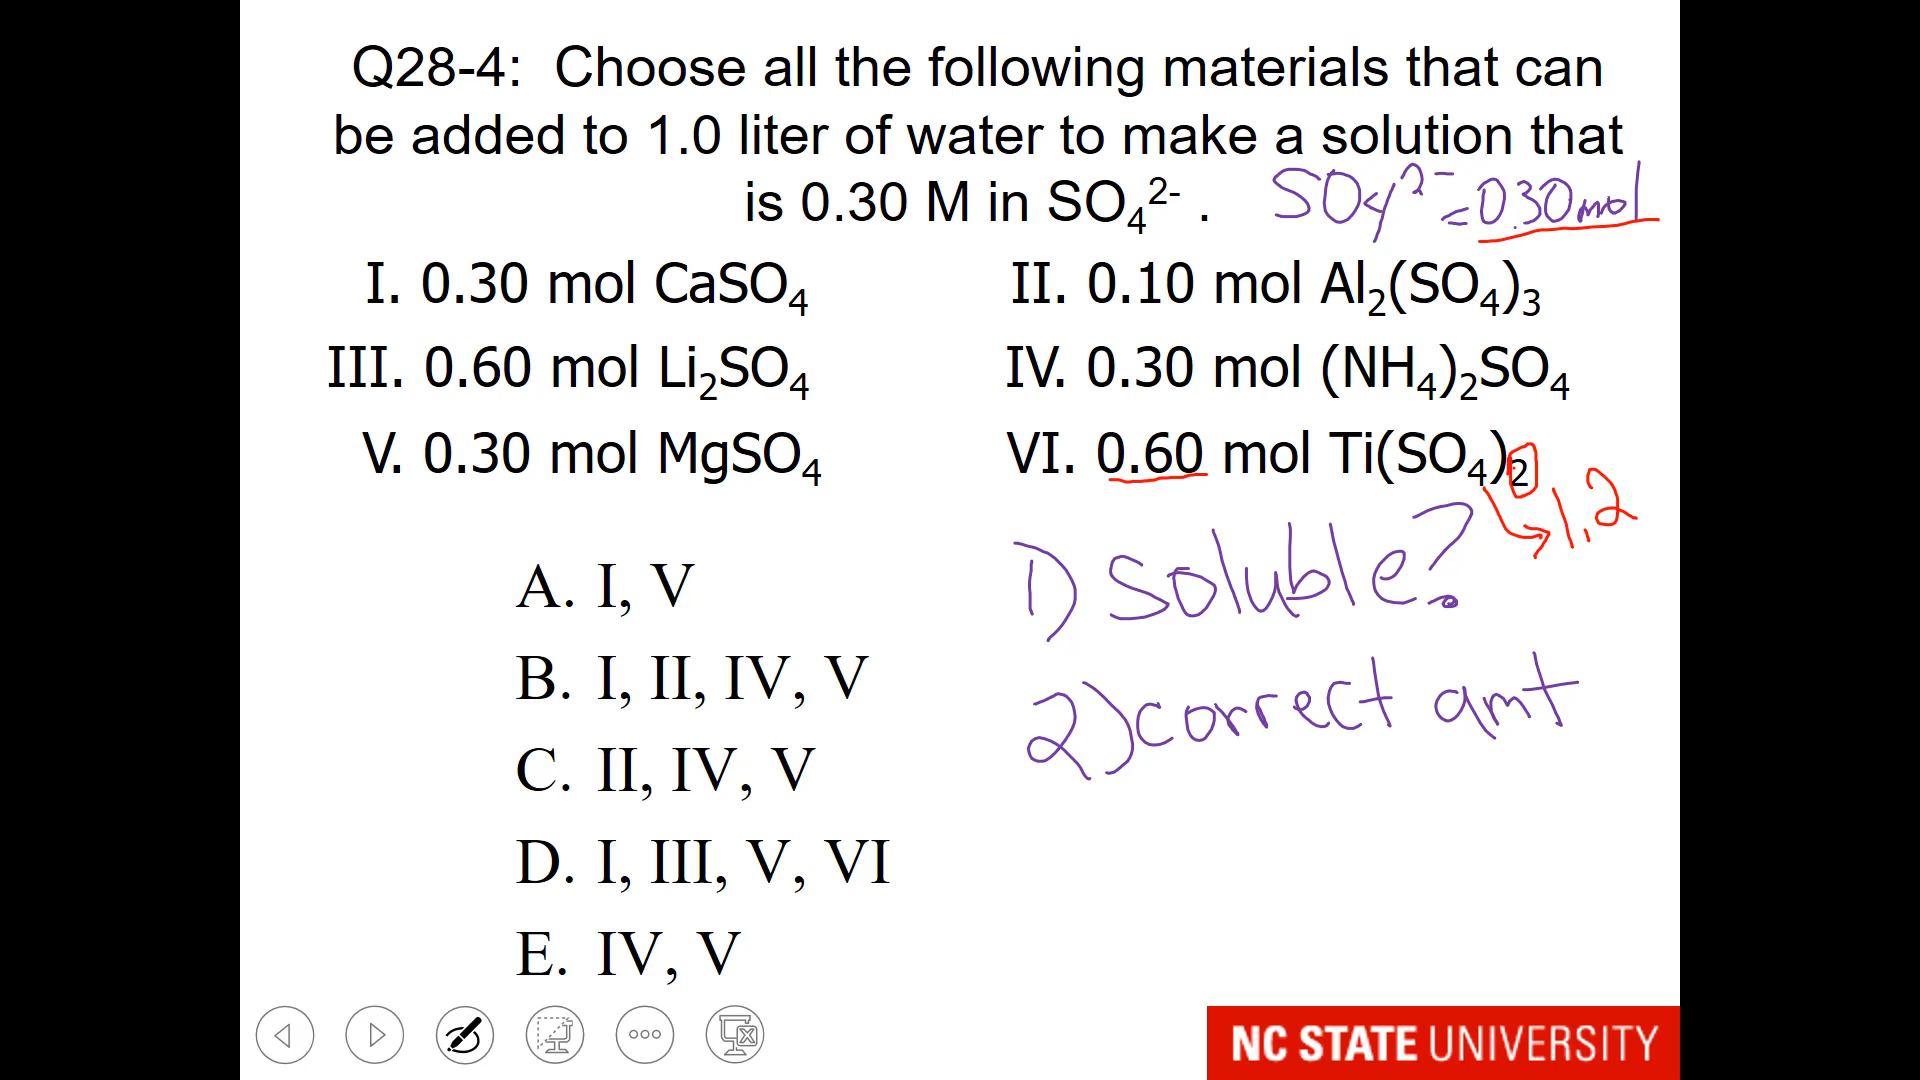 Q28-4: Choose all the following materials that can
be added to 1.0 liter of water to make a solution that
is 0.30 M in SO₄²⁻ . SO₄²⁻ = 0.30 mol
I. 0.30 mol CaSO₄ II. 0.10 mol Al₂(SO₄)₃
III. 0.60 mol Li₂SO₄ IV. 0.30 mol (NH₄)₂SO₄
V. 0.30 mol MgSO₄ VI. 0.60 mol Ti(SO₄)₂
1.2
1) soluble?
A. I, V
B. I, II, IV, V
2) correct amt
C. II, IV, V
D. I, III, V, VI
E. IV, V
NC STATE UNIVERSITY